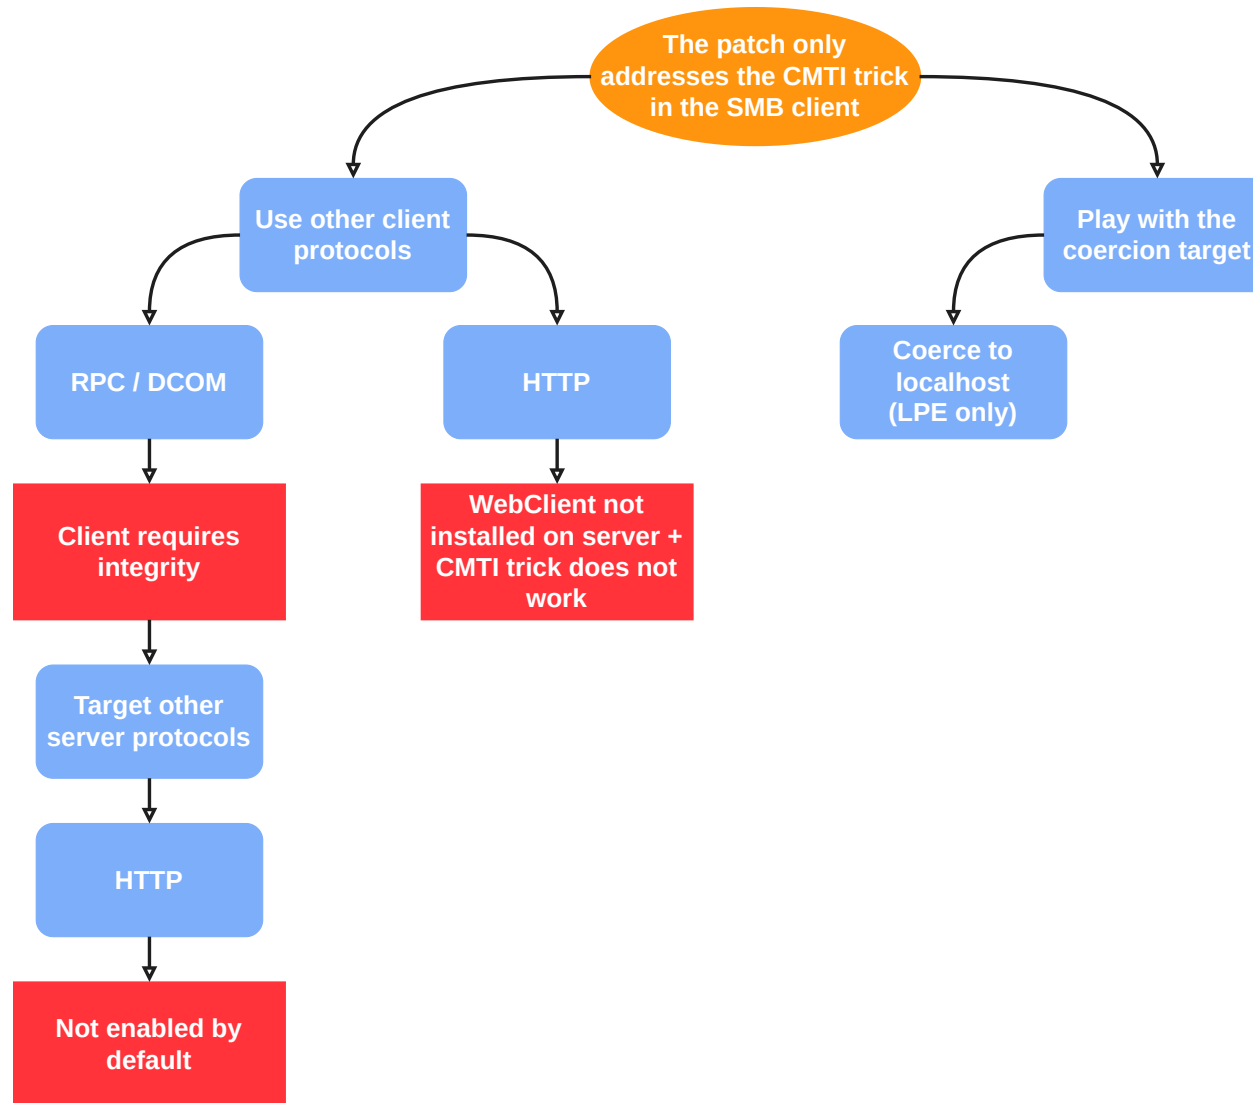 The patch only
addresses the CMTI trick
in the SMB client
Use other client
protocols
Play with the
coercion target
RPC / DCOM
HTTP
Coerce to
localhost
(LPE only)
Client requires
integrity
WebClient not
installed on server +
CMTI trick does not
work
Target other
server protocols
HTTP
Not enabled by
default